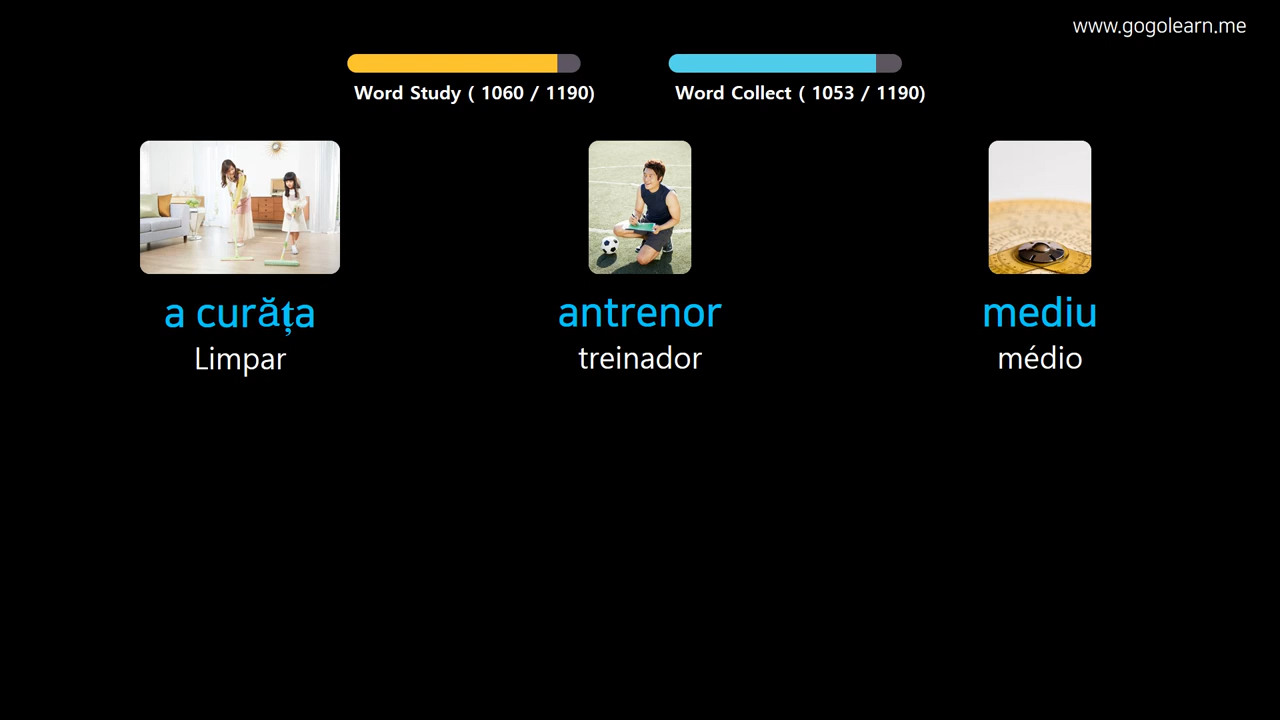 www.gogolearn.me
Word Study ( 1060 / 1190)
Word Collect ( 1053 / 1190)
a curăța
Limpar
antrenor
treinador
mediu
médio